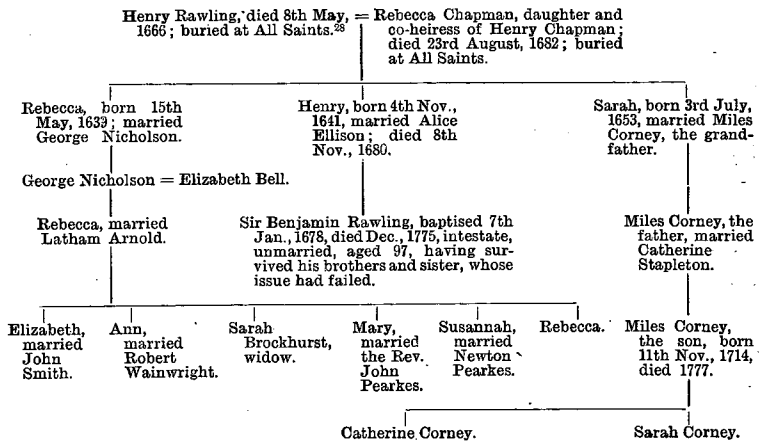 Henry Rawling, died 8th May, = Rebecca Chapman, daughter and
1666; buried at All Saints.²⁸ co-heiress of Henry Chapman;
died 23rd August, 1682; buried
at All Saints.
Rebecca, born 15th
May, 1639; married
George Nicholson.
Henry, born 4th Nov.,
1641, married Alice
Ellison; died 8th
Nov., 1680.
Sarah, born 3rd July,
1653, married Miles
Corney, the grand-
father.
George Nicholson = Elizabeth Bell.
Rebecca, married
Latham Arnold.
Sir Benjamin Rawling, baptised 7th
Jan., 1678, died Dec., 1775, intestate,
unmarried, aged 97, having sur-
vived his brothers and sister, whose
issue had failed.
Miles Corney, the
father, married
Catherine
Stapleton.
Elizabeth,
married
John
Smith.
Ann,
married
Robert
Wainwright.
Sarah
Brockhurst,
widow.
Mary,
married
the Rev.
John
Pearkes.
Susannah,
married
Newton
Pearkes.
Rebecca.
Miles Corney,
the son, born
11th Nov., 1714,
died 1777.
Catherine Corney.
Sarah Corney.